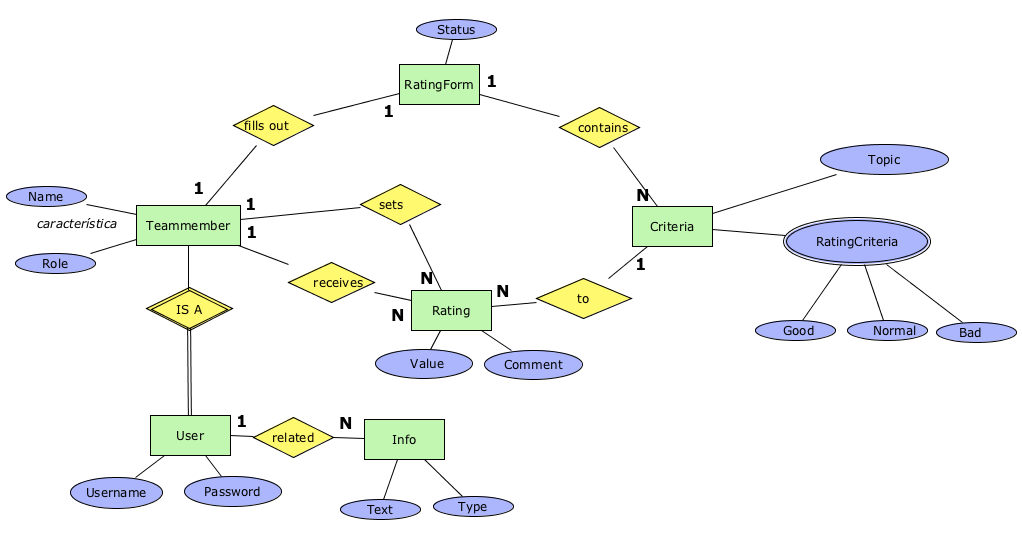 Status
RatingForm
1
1
fills out
contains
Topic
Name
1
1
N
característica
Teammember
sets
Criteria
1
RatingCriteria
Role
1
receives
N
N
to
IS A
N
Rating
Good
Normal
Bad
Value
Comment
User
1
related
N
Info
Username
Password
Text
Type